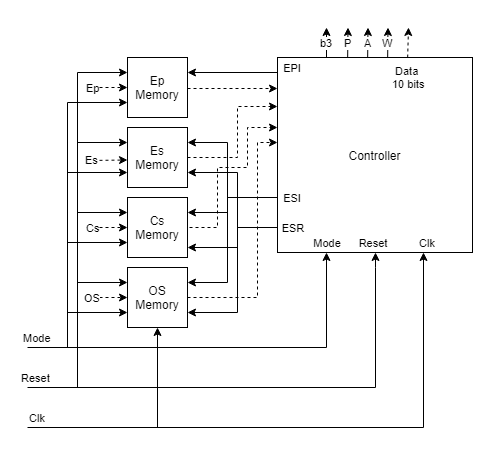 b3 P A W
EPI
Data
10 bits
Ep
Memory
Ep
Es
Memory
Es
Controller
Cs
Memory
Cs
ESI
ESR
Mode Reset Clk
OS
Memory
OS
Mode
Reset
Clk